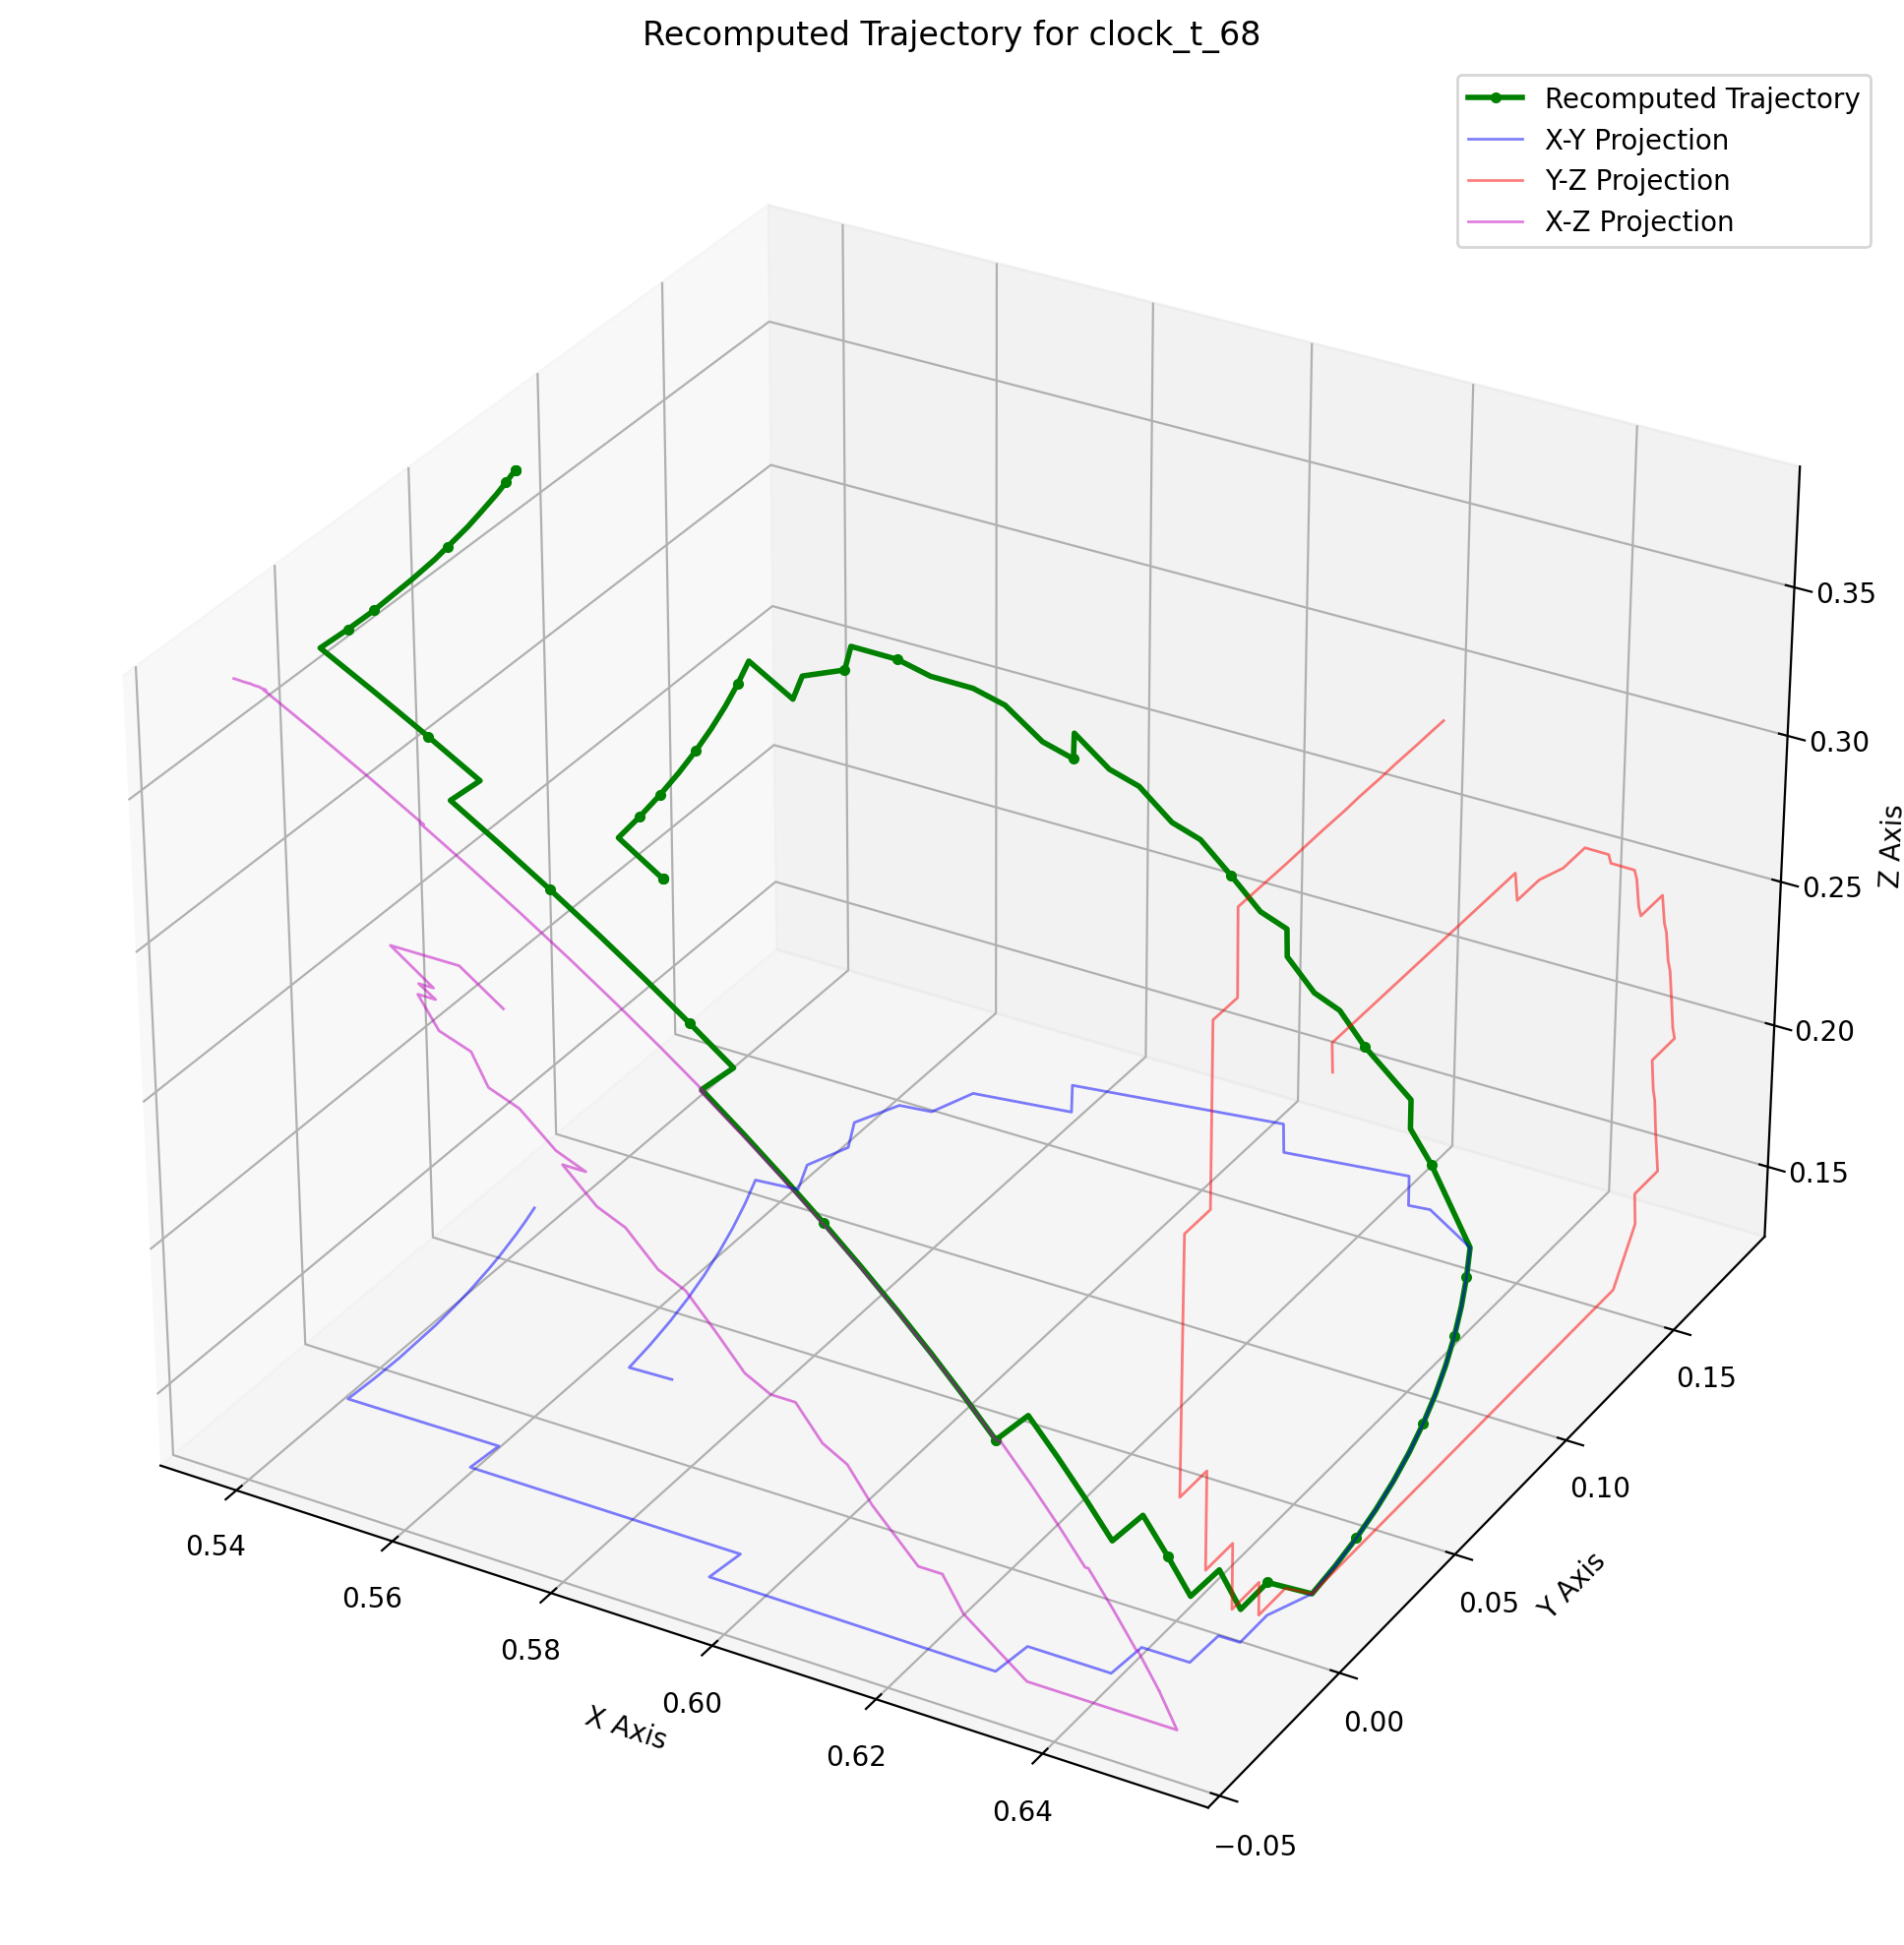 Recomputed Trajectory for clock_t_68
Recomputed Trajectory
X-Y Projection
Y-Z Projection
X-Z Projection
0.35
0.30
0.25
0.20
0.15
Z Axis
0.15
0.10
0.05
0.00
−0.05
Y Axis
0.54
0.56
0.58
0.60
0.62
0.64
X Axis